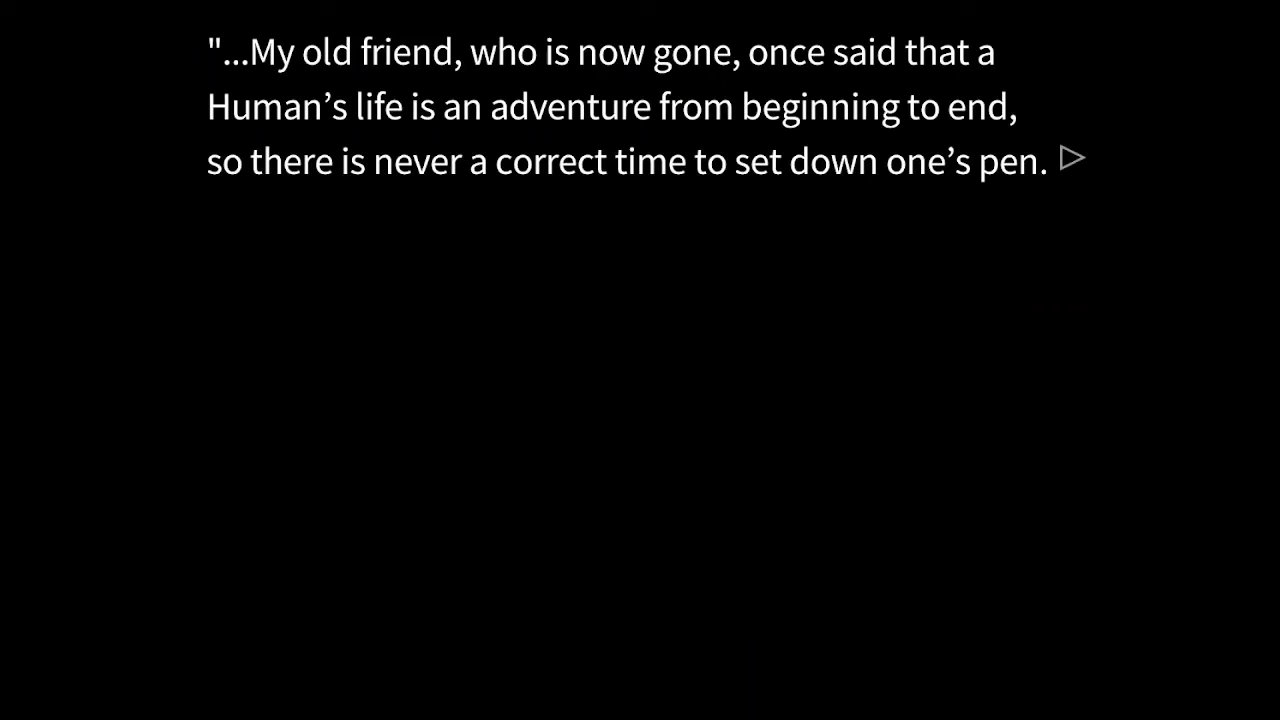 "...My old friend, who is now gone, once said that a
Human’s life is an adventure from beginning to end,
so there is never a correct time to set down one’s pen.